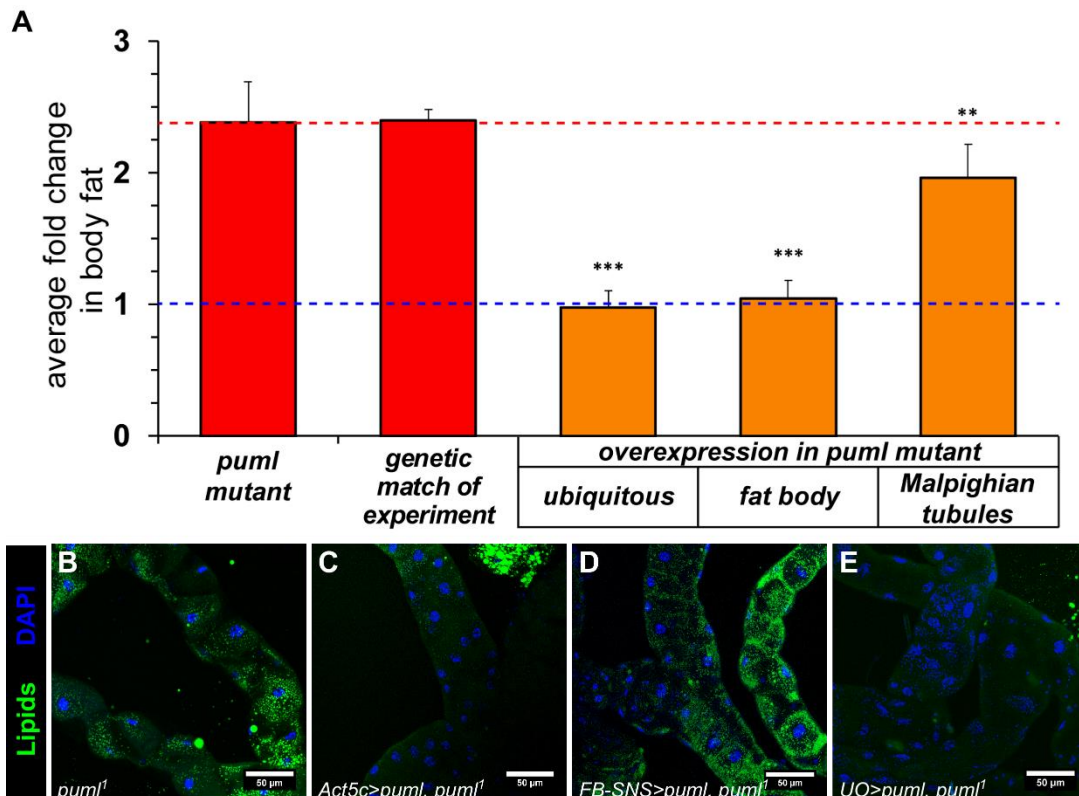 A
average fold change
in body fat
3
2
1
0
**
***
***
puml
mutant
genetic
match of
experiment
overexpression in puml mutant
ubiquitous
fat body
Malpighian
tubules
Lipids DAPI
B
puml¹
50 µm
C
Act5c>puml, puml¹
50 µm
D
FB-SNS>puml, puml¹
50 µm
E
UO>puml, puml¹
50 µm